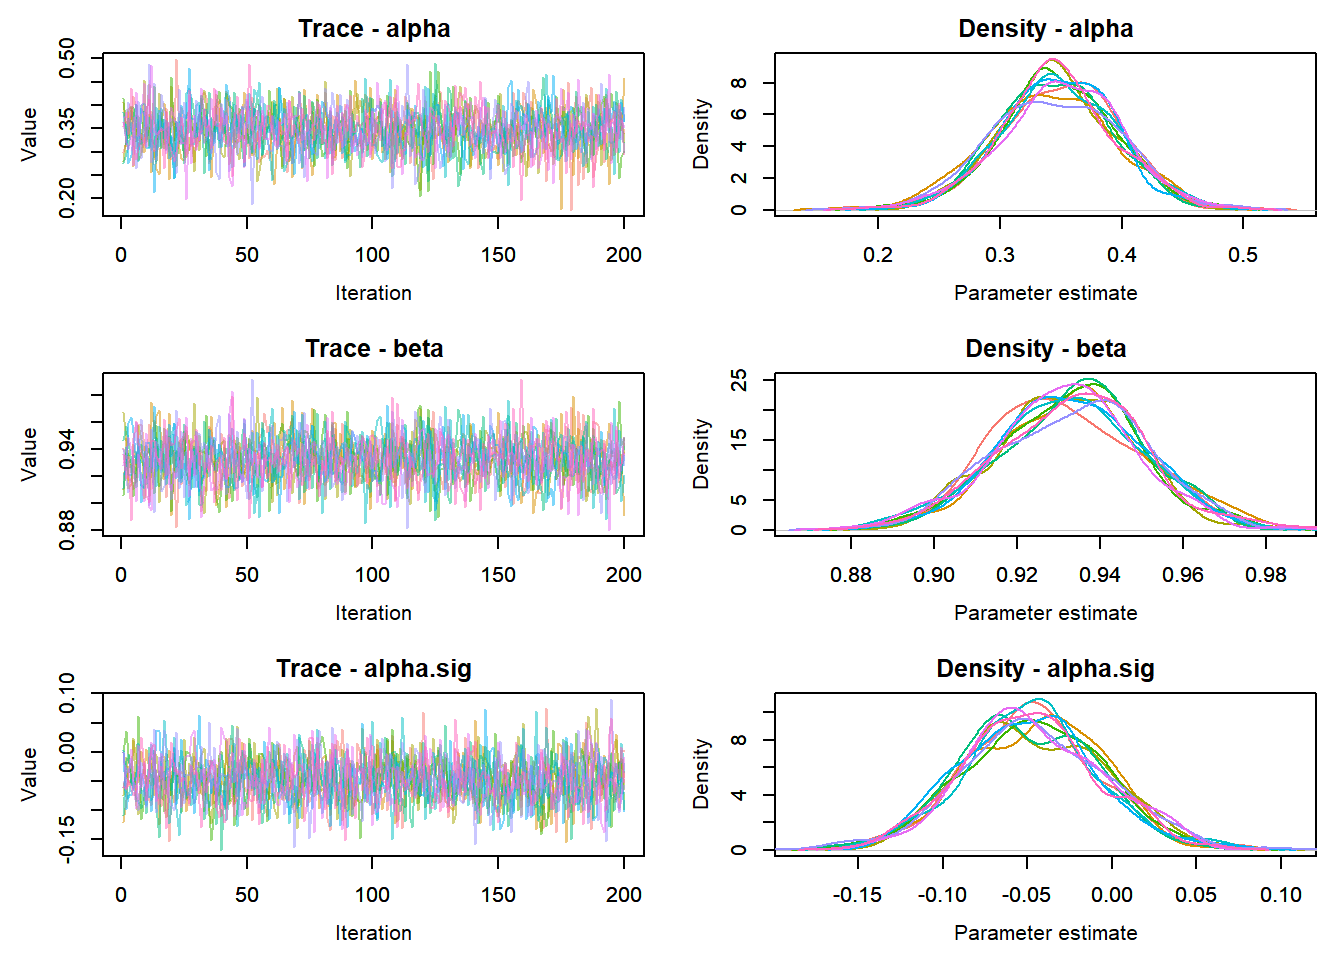 Trace - alpha
Value
0.50
0.35
0.20
0 50 100 150 200
Iteration
Density - alpha
Density
8
6
4
2
0
0.2 0.3 0.4 0.5
Parameter estimate
Trace - beta
Value
0.94
0.88
0 50 100 150 200
Iteration
Density - beta
Density
25
15
5
0
0.88 0.90 0.92 0.94 0.96 0.98
Parameter estimate
Trace - alpha.sig
Value
0.10
0.00
-0.15
0 50 100 150 200
Iteration
Density - alpha.sig
Density
8
4
0
-0.15 -0.10 -0.05 0.00 0.05 0.10
Parameter estimate